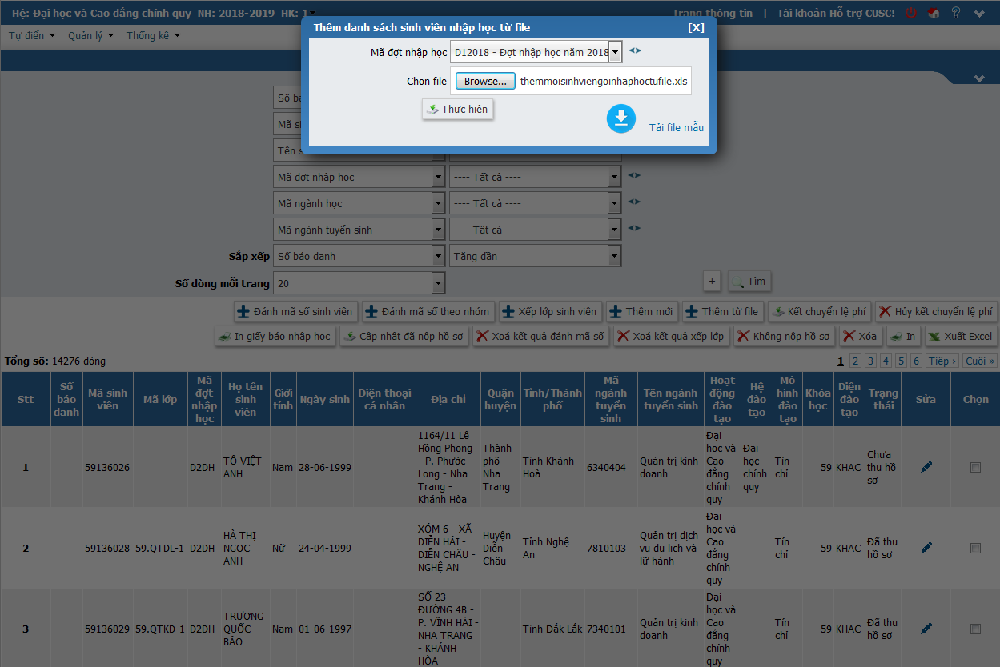 Hệ: Đại học và Cao đẳng chính quy NH: 2018-2019 HK: 1
Trang thông tin | Tài khoản Hỗ trợ CUSC!
Từ điển Quản lý Thống kê
Thêm danh sách sinh viên nhập học từ file [X]
Mã đợt nhập học D12018 - Đợt nhập học năm 2018
Chọn file Browse... themmoisinhviengoinhaphoctufile.xls
Thực hiện
Tải file mẫu
Số bá
Mã si
Tên s
Mã đợt nhập học ---- Tất cả ----
Mã ngành học ---- Tất cả ----
Mã ngành tuyển sinh ---- Tất cả ----
Sắp xếp Số báo danh Tăng dần
Số dòng mỗi trang 20 + Tìm
Đánh mã số sinh viên Đánh mã số theo nhóm Xếp lớp sinh viên Thêm mới Thêm từ file Kết chuyển lệ phí Hủy kết chuyển lệ phí
In giấy báo nhập học Cập nhật đã nộp hồ sơ Xoá kết quả đánh mã số Xoá kết quả xếp lớp Không nộp hồ sơ Xóa In Xuất Excel
Tổng số: 14276 dòng 1 2 3 4 5 6 Tiếp › Cuối »
Stt
Số
báo
danh
Mã sinh
viên
Mã lớp
Mã
đợt
nhập
học
Họ tên
sinh
viên
Giới
tính
Ngày sinh
Điện thoại
cá nhân
Địa chỉ
Quận
huyện
Tỉnh/Thành
phố
Mã
ngành
tuyển
sinh
Tên ngành
tuyển sinh
Hoạt
động
đào
tạo
Hệ
đào
tạo
Mô
hình
đào
tạo
Khóa
học
Diện
đào
tạo
Trạng
thái
Sửa
Chọn
1
59136026
D2DH
TÔ VIỆT
ANH
Nam
28-06-1999
1164/11 Lê
Hồng Phong
- P. Phước
Long - Nha
Trang -
Khánh Hòa
Thành
phố
Nha
Trang
Tỉnh Khánh
Hoà
6340404
Quản trị kinh
doanh
Đại
học và
Cao
đẳng
chính
quy
Đại
học
chính
quy
Tín
chỉ
59
KHAC
Chưa
thu hồ
sơ
2
59136028
59.QTDL-1
D2DH
HÀ THỊ
NGỌC
ANH
Nữ
24-04-1999
XÓM 6 - XÃ
DIỄN HẢI -
DIỄN CHÂU -
NGHỆ AN
Huyện
Diễn
Châu
Tỉnh Nghệ
An
7810103
Quản trị dịch
vụ du lịch và
lữ hành
Đại
học và
Cao
đẳng
chính
quy
Tín
chỉ
59
KHAC
Đã thu
hồ sơ
3
59136029
59.QTKD-1
D2DH
TRƯƠNG
QUỐC
BẢO
Nam
01-06-1997
SỐ 23
ĐƯỜNG 4B -
P. VĨNH HẢI -
NHA TRANG
- KHÁNH
HÒA
Tỉnh Đắk Lắk
7340101
Quản trị kinh
doanh
Đại
học và
Cao
đẳng
chính
quy
Tín
chỉ
59
KHAC
Đã thu
hồ sơ